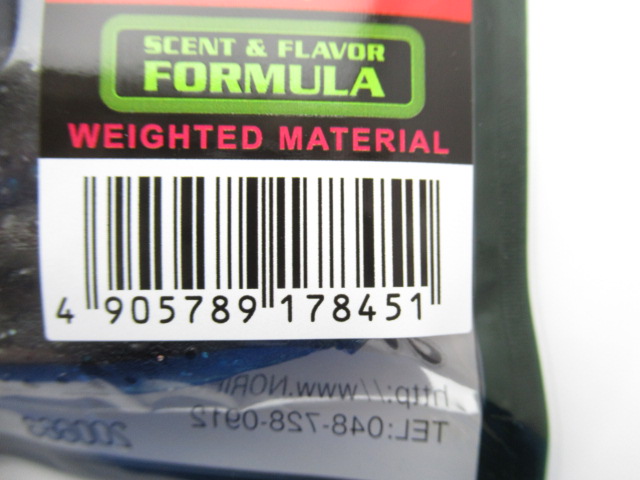 SCENT & FLAVOR
FORMULA
WEIGHTED MATERIAL
4 905789 178451
http://www.NORI
TEL:048-728-0912